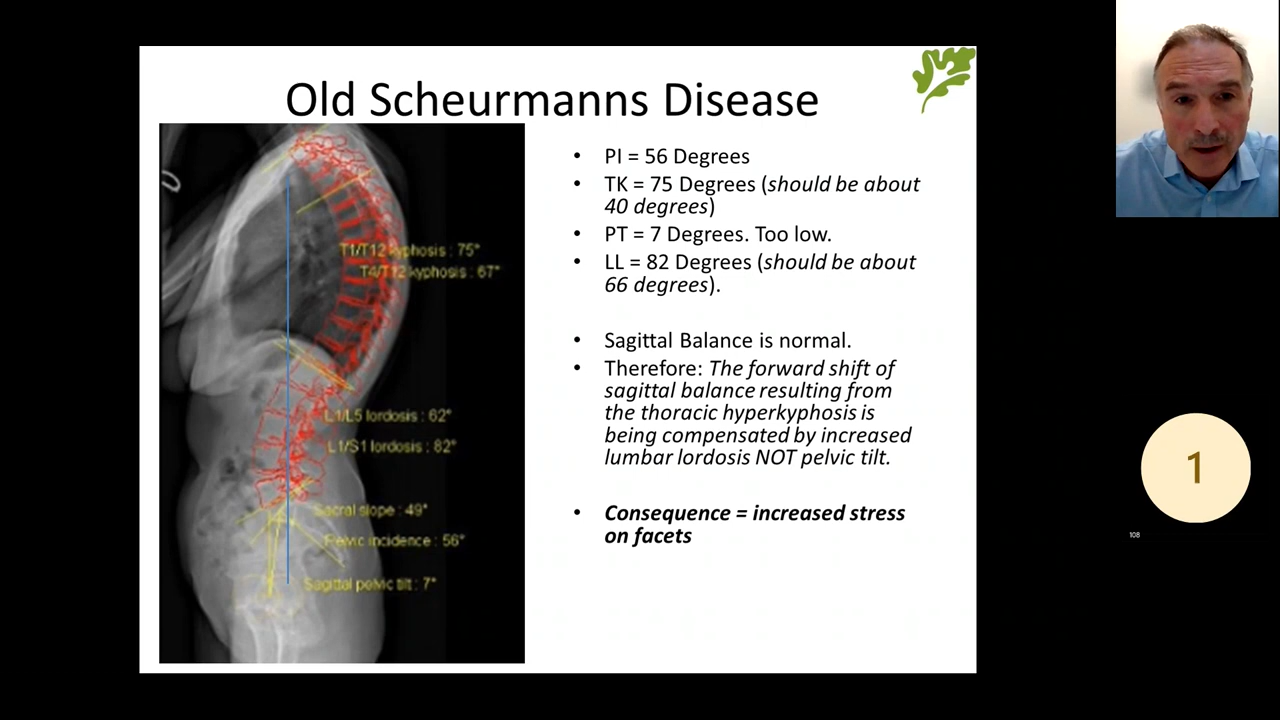 Old Scheurmanns Disease
T1/T12 kyphosis : 75°
T4/T12 kyphosis : 67°
L1/L5 lordosis : 62°
L1/S1 lordosis : 82°
Sacral slope : 49°
Pelvic incidence : 56°
Sagittal pelvic tilt : 7°
• PI = 56 Degrees
• TK = 75 Degrees (should be about
40 degrees)
• PT = 7 Degrees. Too low.
• LL = 82 Degrees (should be about
66 degrees).
• Sagittal Balance is normal.
• Therefore: The forward shift of
sagittal balance resulting from
the thoracic hyperkyphosis is
being compensated by increased
lumbar lordosis NOT pelvic tilt.
• Consequence = increased stress
on facets
1
108